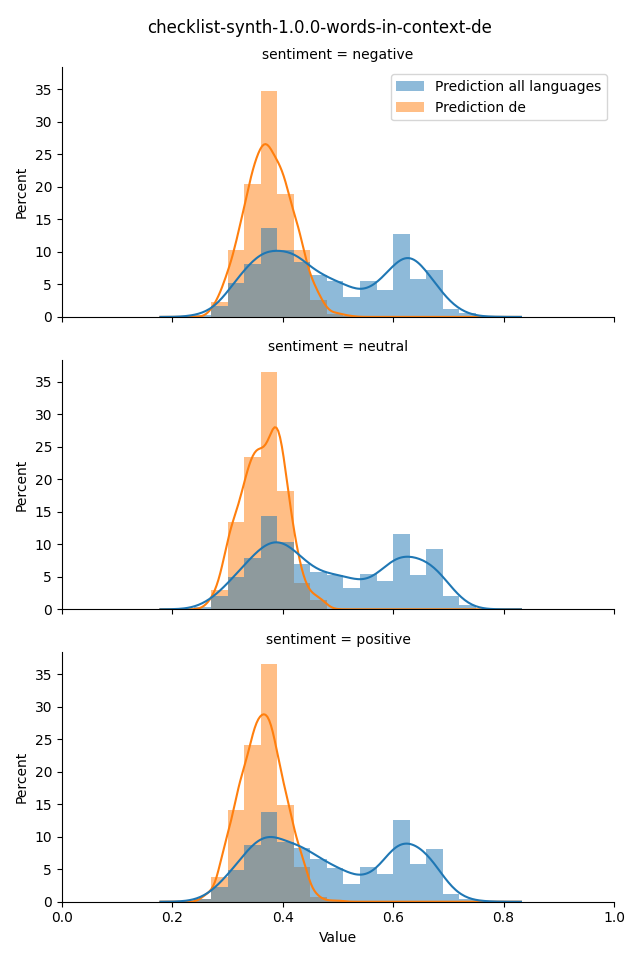 checklist-synth-1.0.0-words-in-context-de
sentiment = negative
Prediction all languages
Prediction de
35
30
25
20
15
10
5
0
Percent
sentiment = neutral
35
30
25
20
15
10
5
0
Percent
sentiment = positive
35
30
25
20
15
10
5
0
Percent
0.0 0.2 0.4 0.6 0.8 1.0
Value